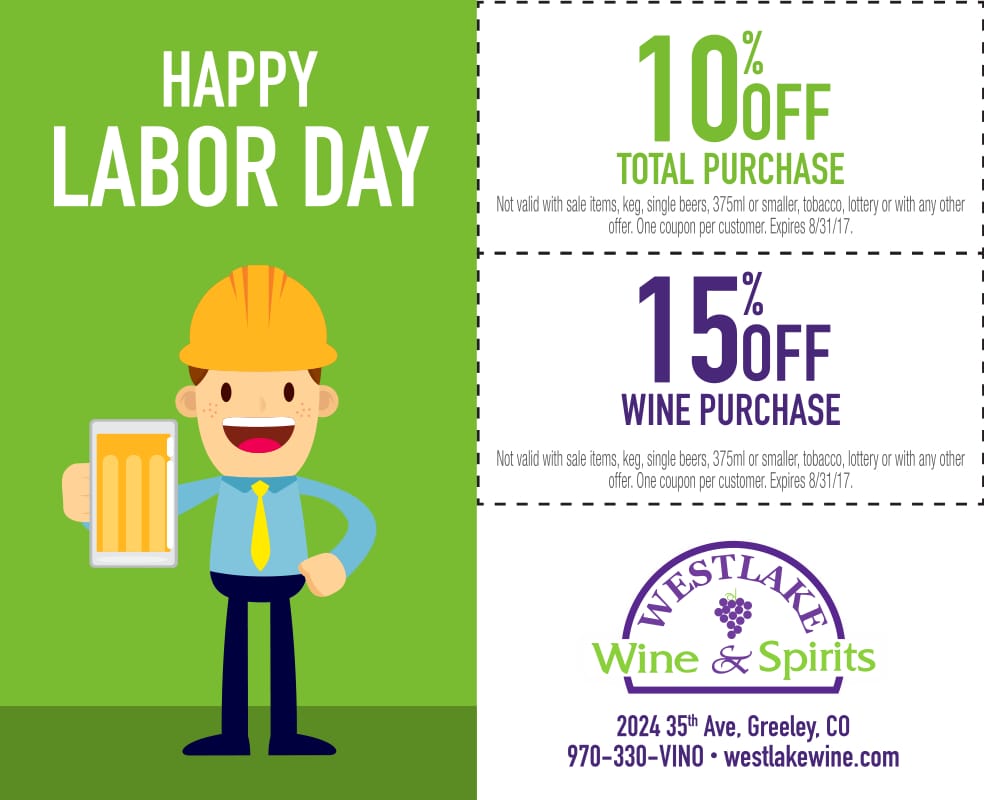 HAPPY
LABOR DAY
10% OFF
TOTAL PURCHASE
Not valid with sale items, keg, single beers, 375ml or smaller, tobacco, lottery or with any other
offer. One coupon per customer. Expires 8/31/17.
15% OFF
WINE PURCHASE
Not valid with sale items, keg, single beers, 375ml or smaller, tobacco, lottery or with any other
offer. One coupon per customer. Expires 8/31/17.
WESTLAKE
Wine & Spirits
2024 35th Ave, Greeley, CO
970-330-VINO • westlakewine.com